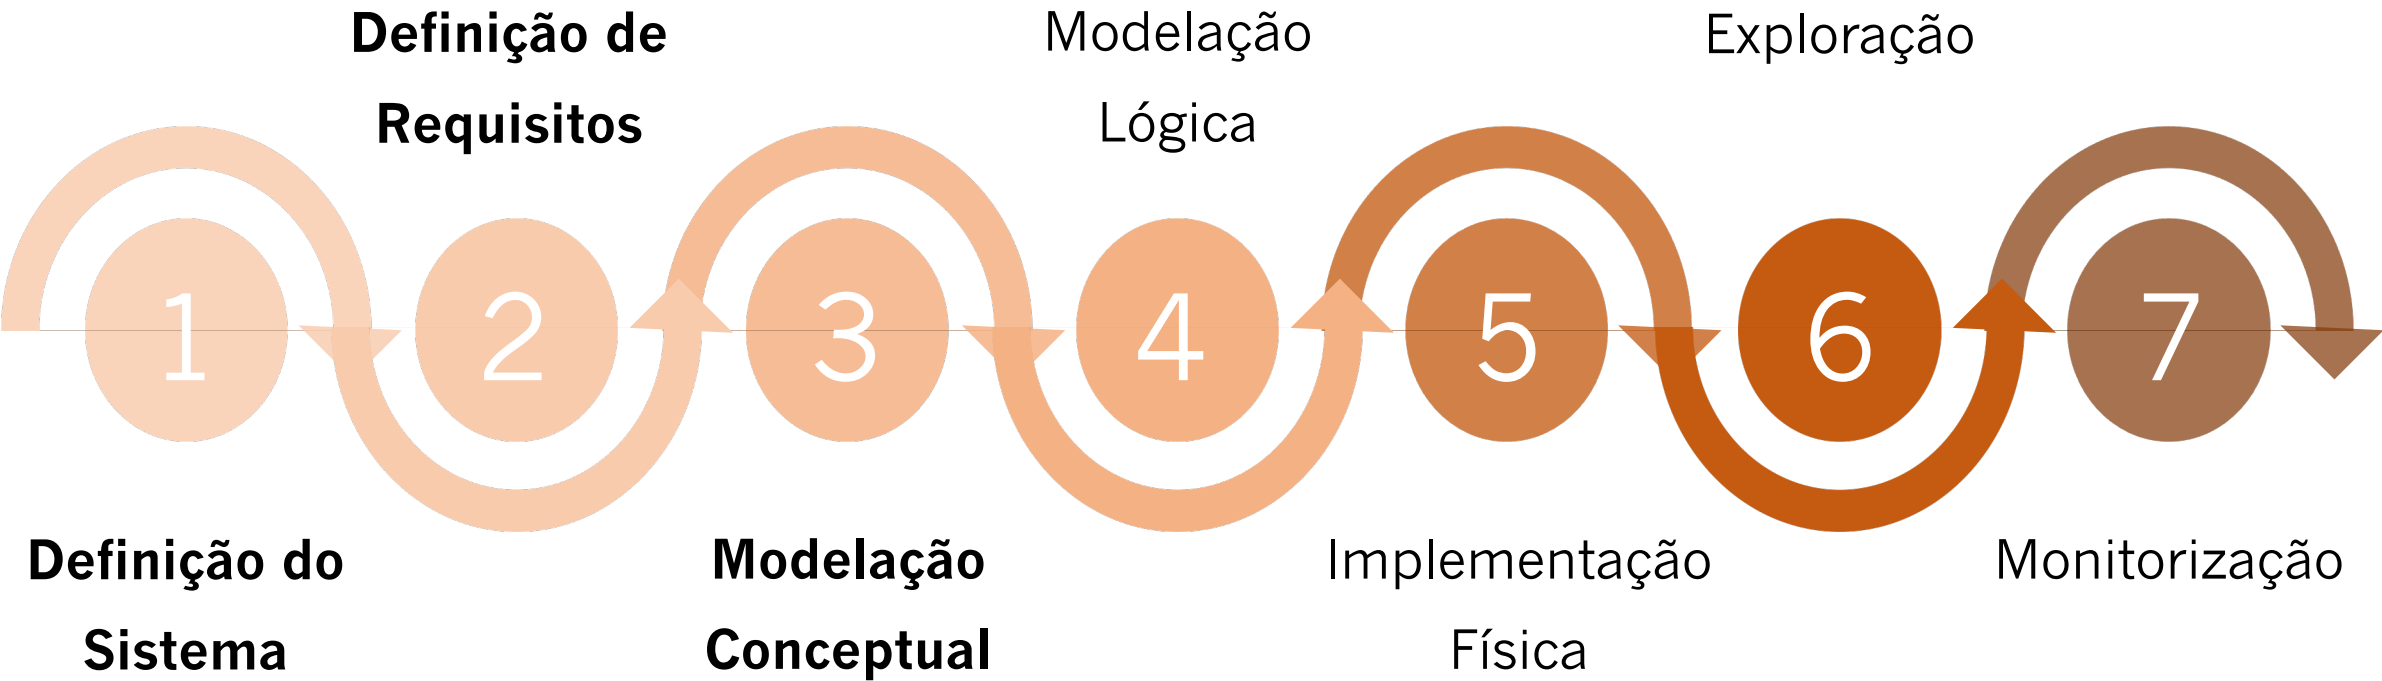 Definição de
Requisitos
Modelação
Lógica
Exploração
1
2
3
4
5
6
7
Definição do
Sistema
Modelação
Conceptual
Implementação
Física
Monitorização